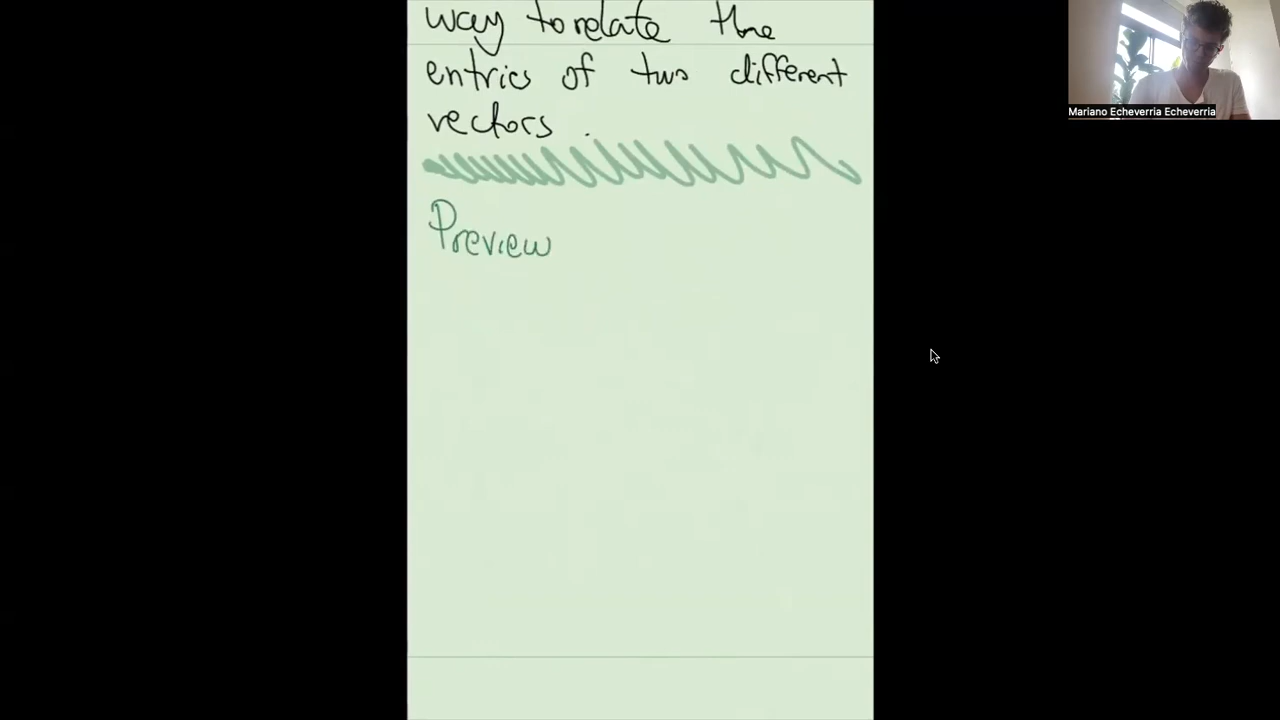 way to relate the
entries of two different
vectors.
Preview
Mariano Echeverria Echeverria